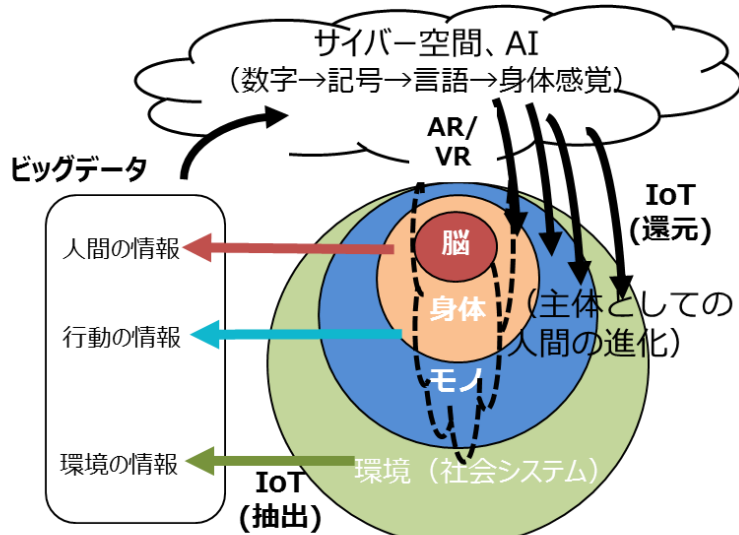 サイバー空間、AI
（数字→記号→言語→身体感覚）
AR/
VR
ビッグデータ
IoT
(還元)
人間の情報
脳
身体
（主体としての
人間の進化）
行動の情報
モノ
環境の情報
環境（社会システム）
IoT
(抽出)